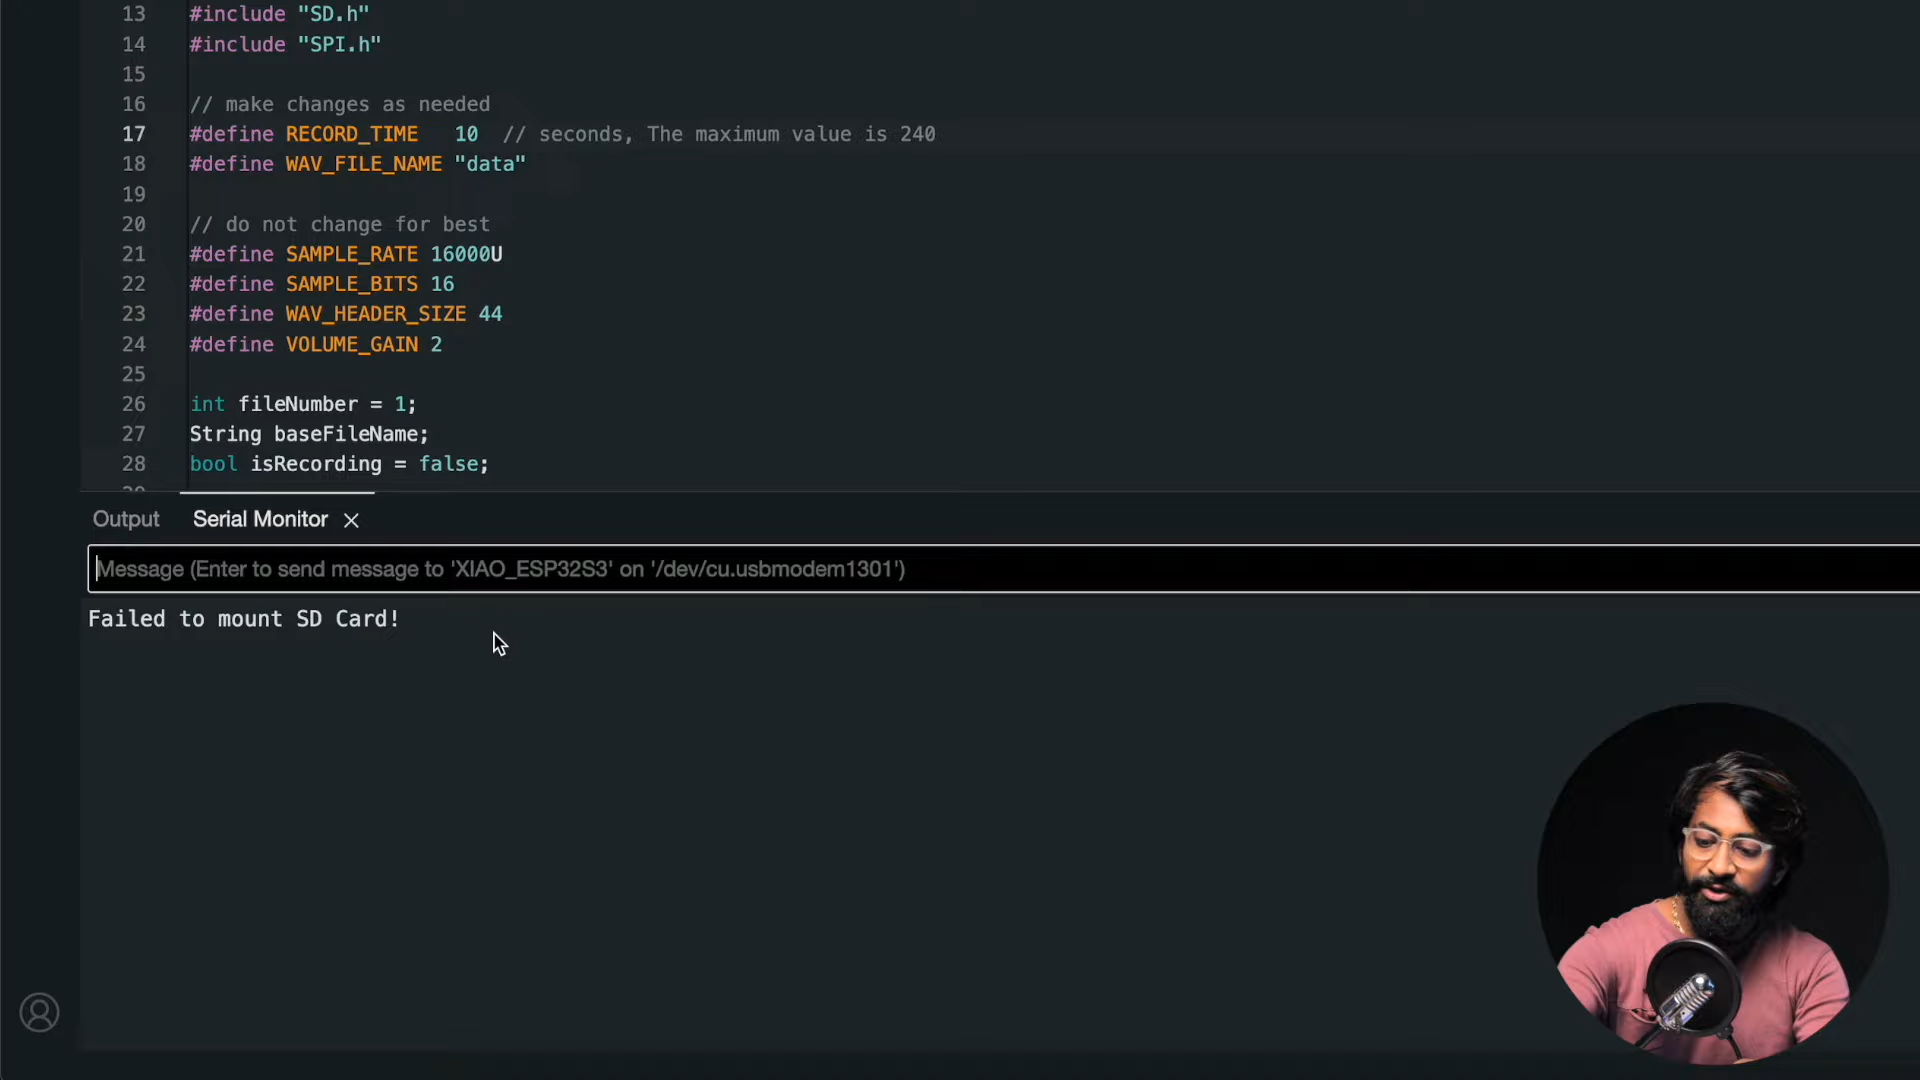 13 #include "SD.h"
14 #include "SPI.h"
15
16 // make changes as needed
17 #define RECORD_TIME   10  // seconds, The maximum value is 240
18 #define WAV_FILE_NAME "data"
19
20 // do not change for best
21 #define SAMPLE_RATE 16000U
22 #define SAMPLE_BITS 16
23 #define WAV_HEADER_SIZE 44
24 #define VOLUME_GAIN 2
25
26 int fileNumber = 1;
27 String baseFileName;
28 bool isRecording = false;
Output Serial Monitor
Message (Enter to send message to 'XIAO_ESP32S3' on '/dev/cu.usbmodem1301')
Failed to mount SD Card!